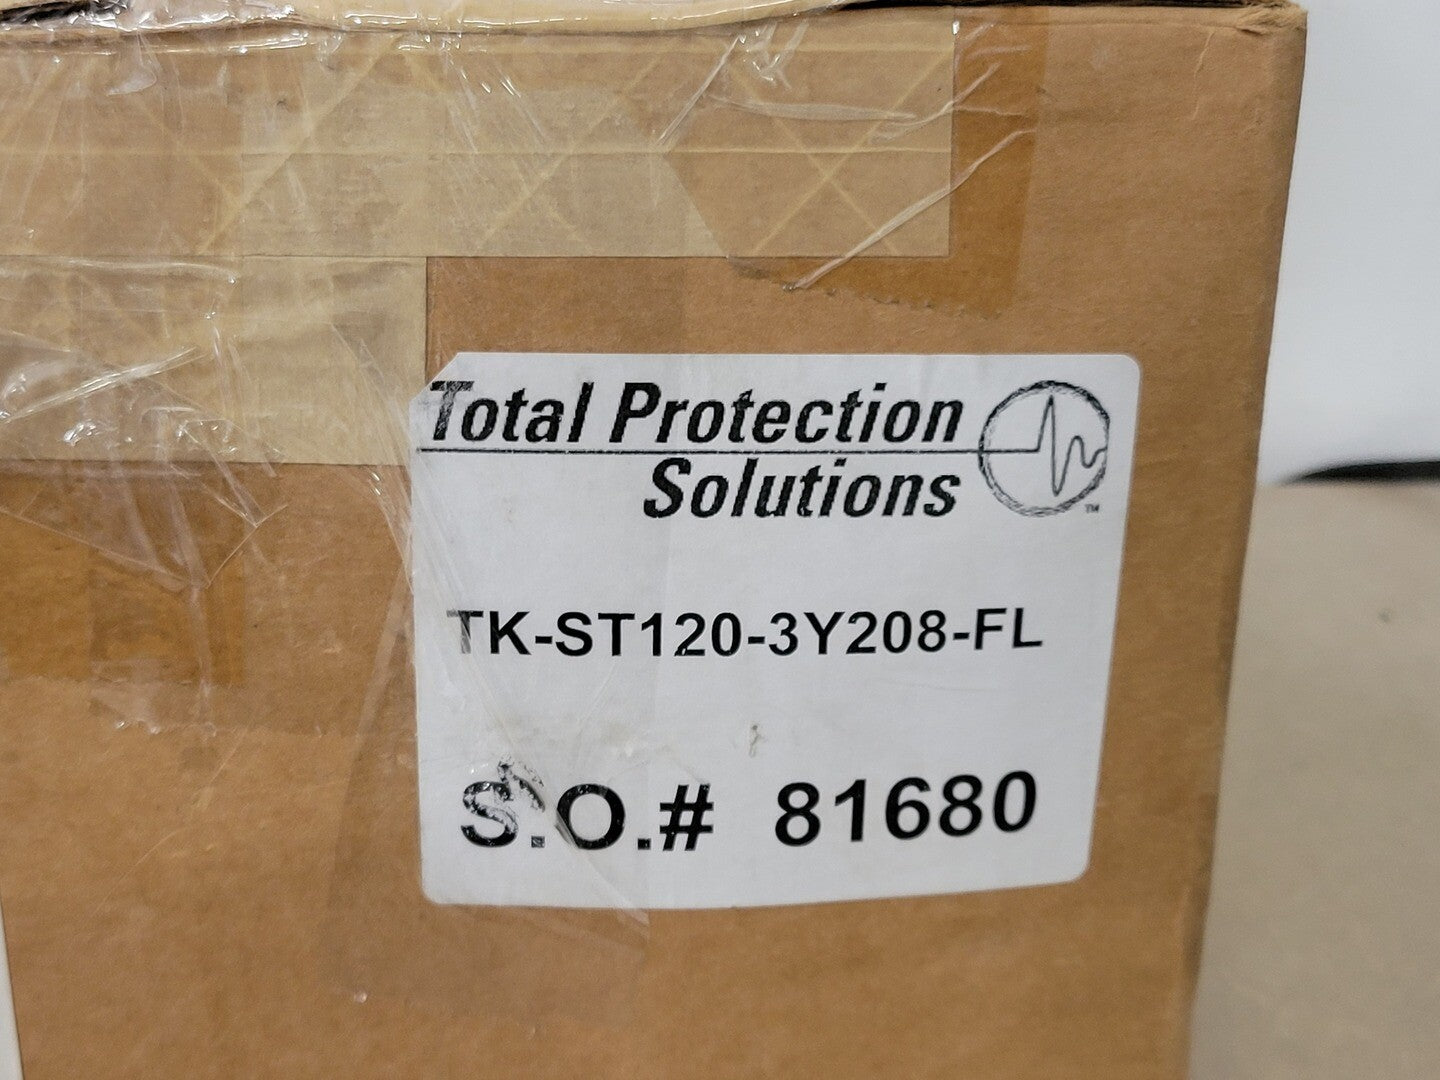 Total Protection
Solutions
TM
TK-ST120-3Y208-FL
S.O.# 81680